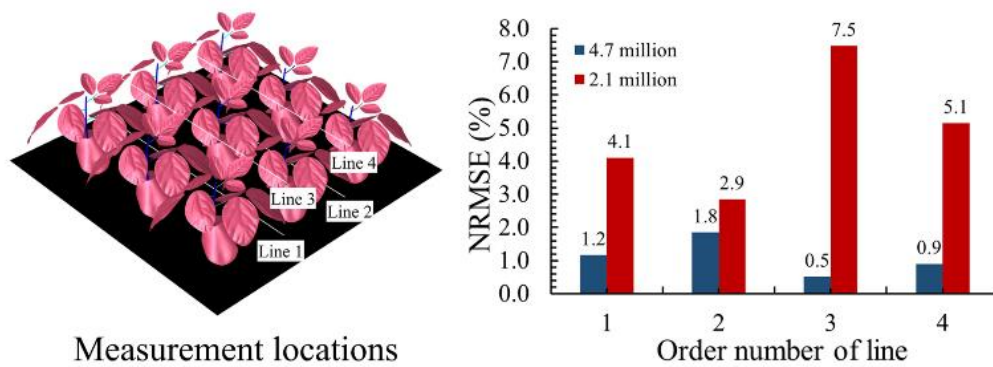 Line 4
Line 3
Line 2
Line 1
Measurement locations
8.0
7.0
6.0
5.0
4.0
3.0
2.0
1.0
0.0
NRMSE (%)
4.7 million
2.1 million
1.2
4.1
1.8
2.9
0.5
7.5
0.9
5.1
1 2 3 4
Order number of line